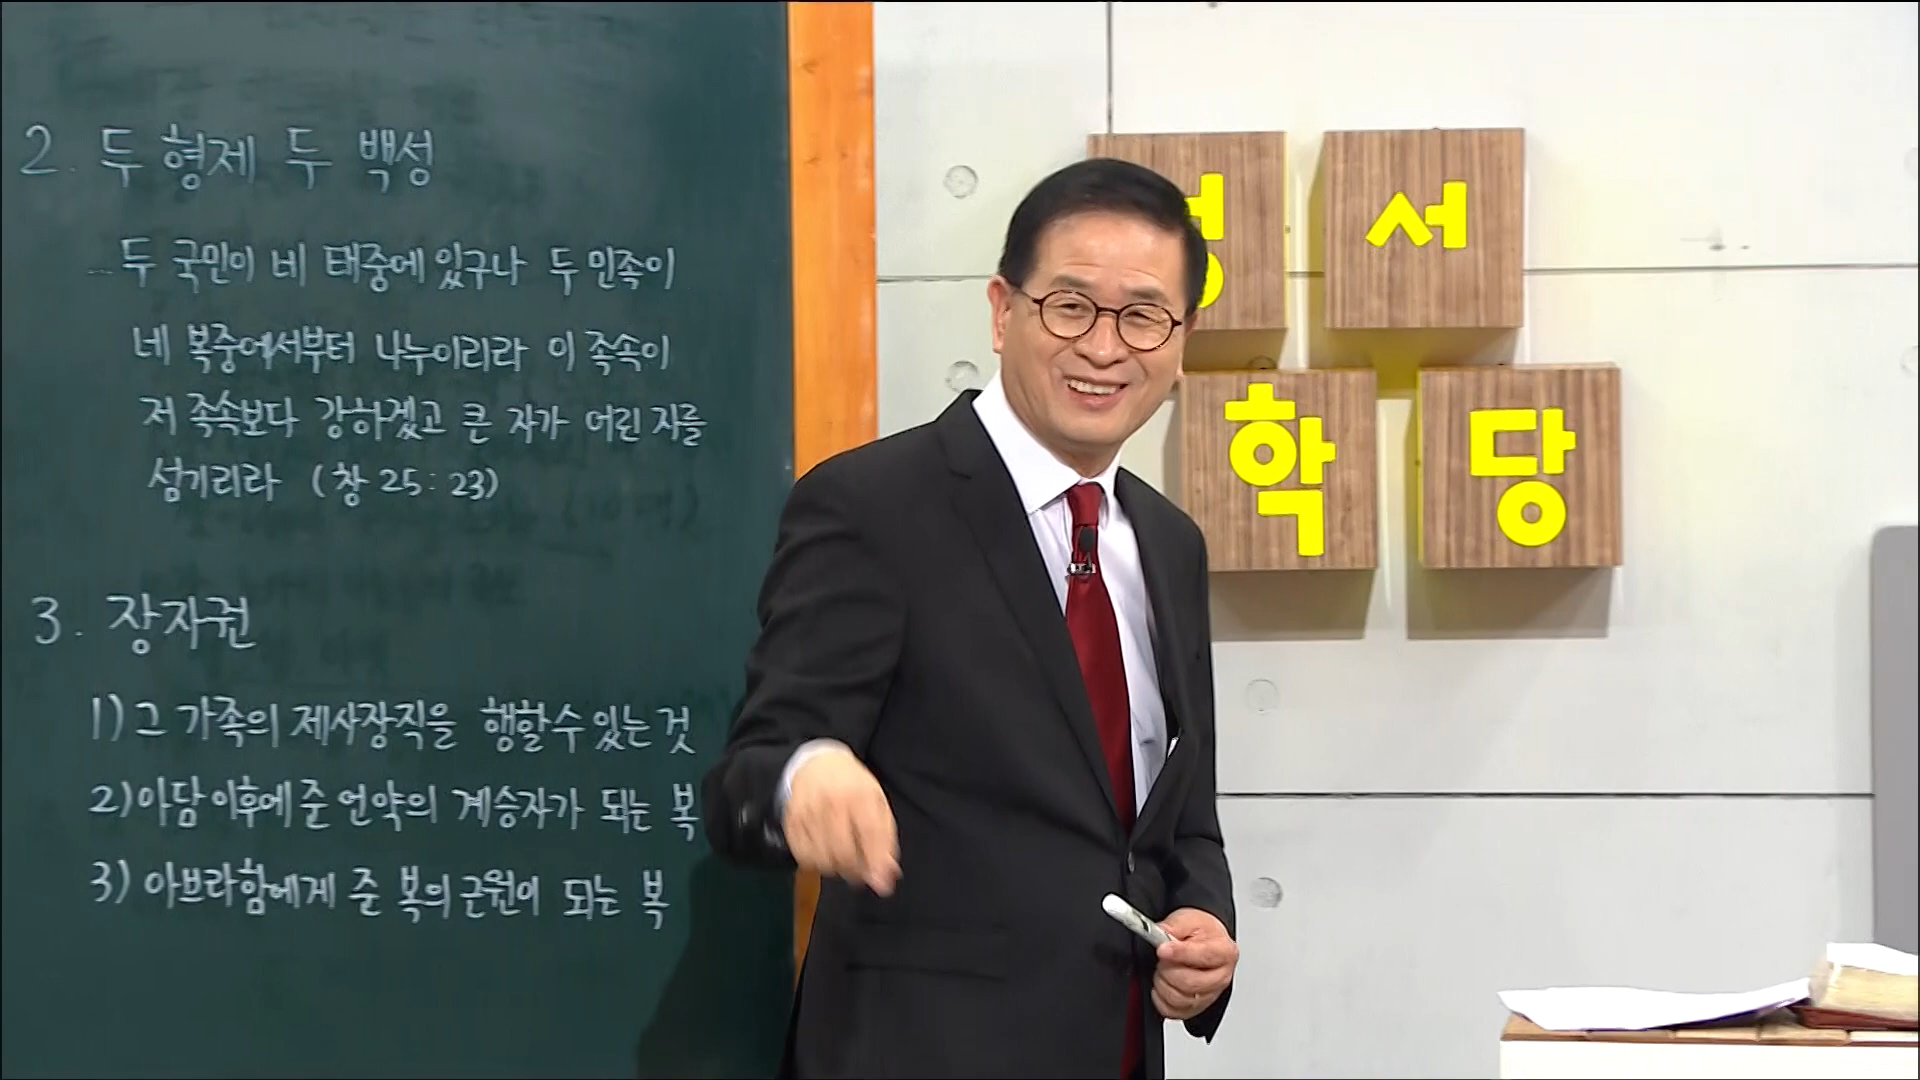 2. 두 형제 두 백성
두 국민이 네 태중에 있구나 두 민족이
네 복중에서부터 나누이리라 이 족속이
저 족속보다 강하겠고 큰 자가 어린 자를
섬기리라 (창 25:23)
3. 장자권
1) 그 가족의 제사장직을 행할 수 있는 것
2) 아담 이후에 준 언약의 계승자가 되는 복
3) 아브라함에게 준 복의 근원이 되는 복
성서
학당